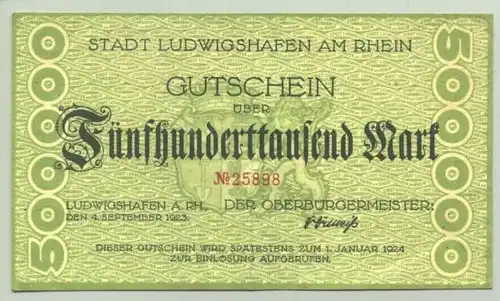 STADT LUDWIGSHAFEN AM RHEIN
GUTSCHEIN
ÜBER
Fünfhunderttausend Mark
№25898
LUDWIGSHAFEN A. RH., DER OBERBÜRGERMEISTER:
DEN 4. SEPTEMBER 1923.
DIESER GUTSCHEIN WIRD SPÄTESTENS ZUM 1. JANUAR 1924
ZUR EINLÖSUNG AUFGERUFEN.
500000
500000